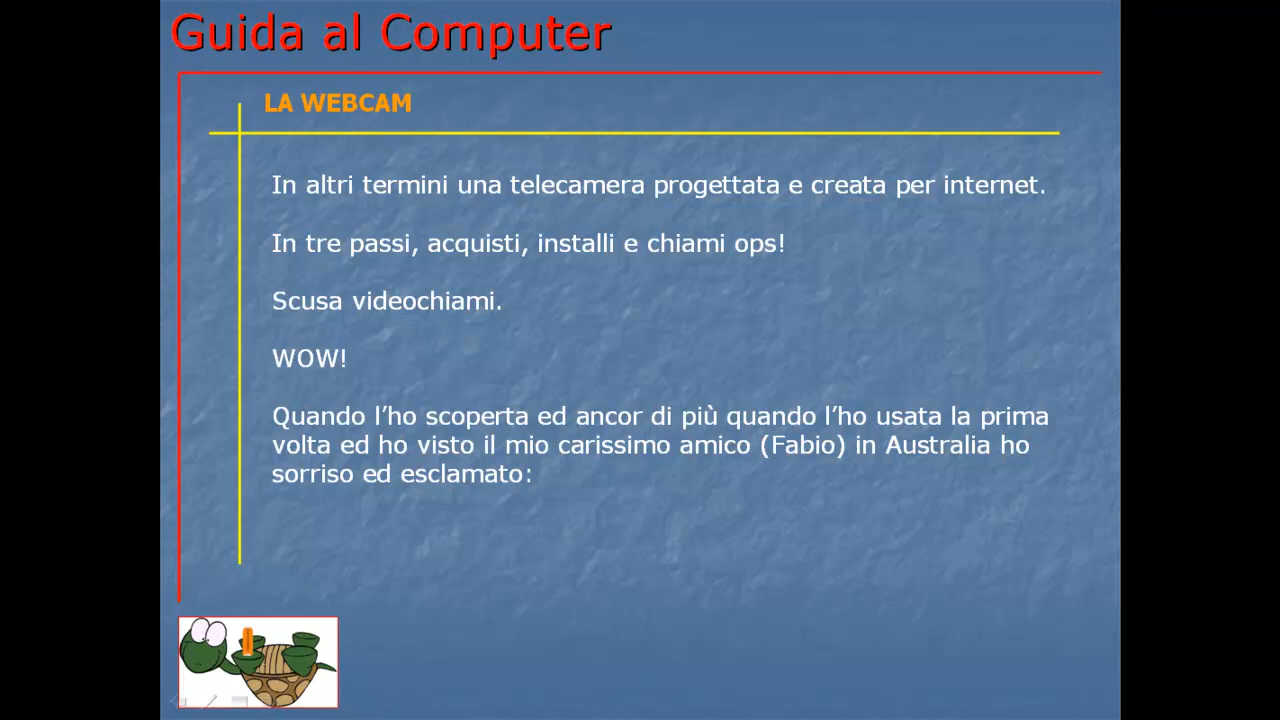 Guida al Computer
LA WEBCAM
In altri termini una telecamera progettata e creata per internet.
In tre passi, acquisti, installi e chiami ops!
Scusa videochiami.
WOW!
Quando l’ho scoperta ed ancor di più quando l’ho usata la prima
volta ed ho visto il mio carissimo amico (Fabio) in Australia ho
sorriso ed esclamato: